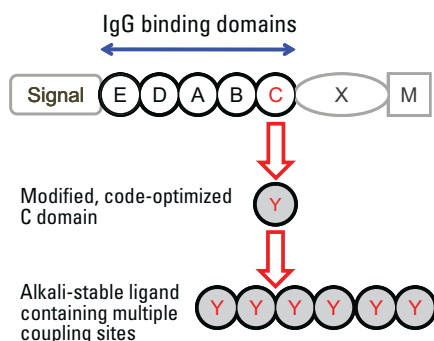 IgG binding domains
Signal E D A B C X M
Modified, code-optimized
C domain
Y
Alkali-stable ligand
containing multiple
coupling sites
Y Y Y Y Y Y